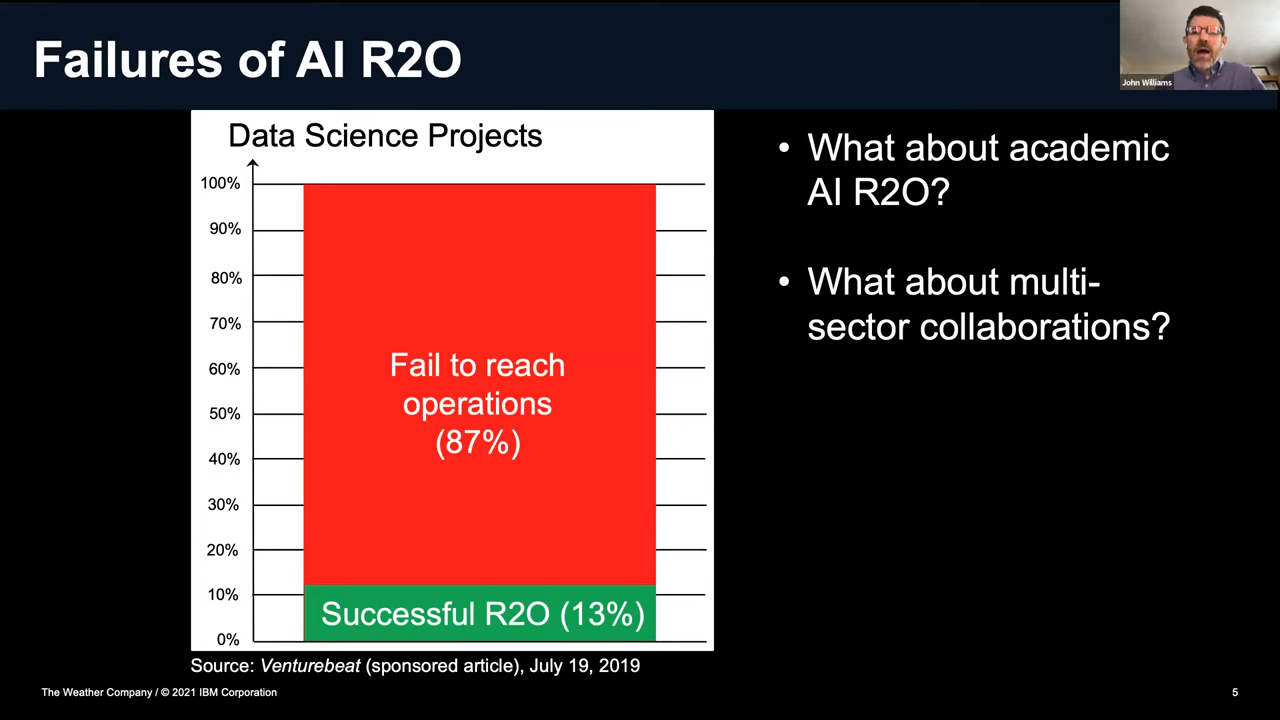 Failures of AI R2O
John Williams
Data Science Projects
100%
90%
80%
70%
60%
50%
40%
30%
20%
10%
0%
Fail to reach
operations
(87%)
Successful R2O (13%)
Source: Venturebeat (sponsored article), July 19, 2019
• What about academic
AI R2O?
• What about multi-
sector collaborations?
The Weather Company / © 2021 IBM Corporation
5